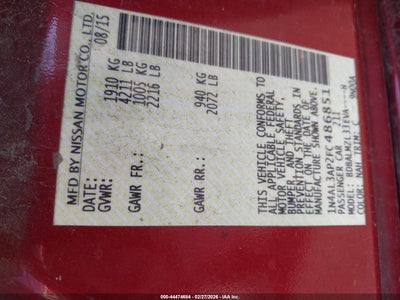 MFD BY NISSAN MOTOR CO., LTD.
DATE: 08/15
GVWR: 1910 KG
4211 LB
GAWR FR.: 1005 KG
2216 LB
GAWR RR.: 940 KG
2072 LB
THIS VEHICLE CONFORMS TO
ALL APPLICABLE FEDERAL
MOTOR VEHICLE SAFETY,
BUMPER, AND THEFT
PREVENTION STANDARDS IN
EFFECT ON THE DATE OF
MANUFACTURE SHOWN ABOVE.
1N4AL3AP2FC486851
PASSENGER CAR
COLOR: NAH TRIM: C
© 44474684 - 02/27/2026 - IAA Inc.